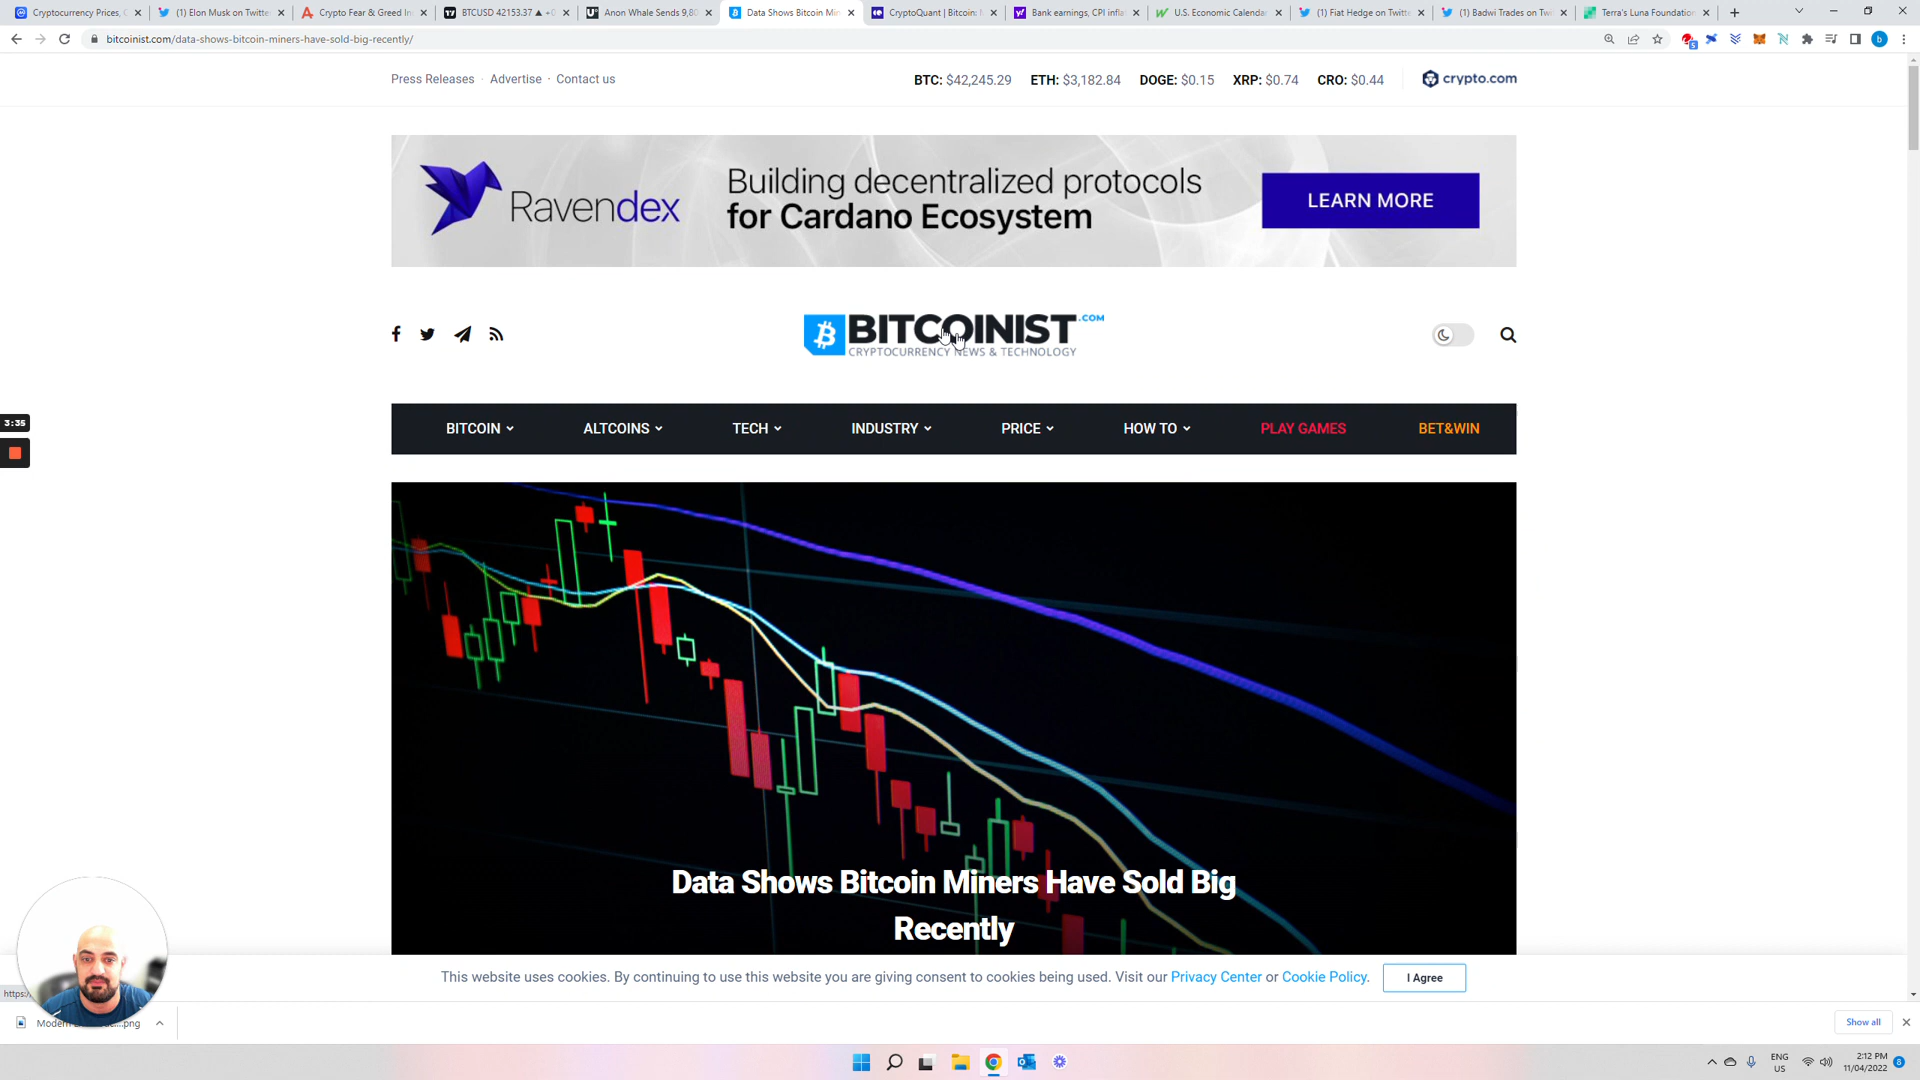 Cryptocurrency Prices, C
(1) Elon Musk on Twitte
Crypto Fear & Greed In
BTCUSD 42153.37 ▲ +0
Anon Whale Sends 9,80
Data Shows Bitcoin Min
CryptoQuant | Bitcoin:
Bank earnings, CPI infla
U.S. Economic Calenda
(1) Fiat Hedge on Twitt
(1) Badwi Trades on Tw
Terra's Luna Foundation
bitcoinist.com/data-shows-bitcoin-miners-have-sold-big-recently/
Press Releases · Advertise · Contact us
BTC: $42,245.29 ETH: $3,182.84 DOGE: $0.15 XRP: $0.74 CRO: $0.44
crypto.com
Ravendex
Building decentralized protocols
for Cardano Ecosystem
LEARN MORE
BITCOINIST.COM
CRYPTOCURRENCY NEWS & TECHNOLOGY
3:35
BITCOIN ALTCOINS TECH INDUSTRY PRICE HOW TO PLAY GAMES BET&WIN
Data Shows Bitcoin Miners Have Sold Big
Recently
This website uses cookies. By continuing to use this website you are giving consent to cookies being used. Visit our Privacy Center or Cookie Policy.
I Agree
https:/
Show all
ENG
US
2:12 PM
11/04/2022
8